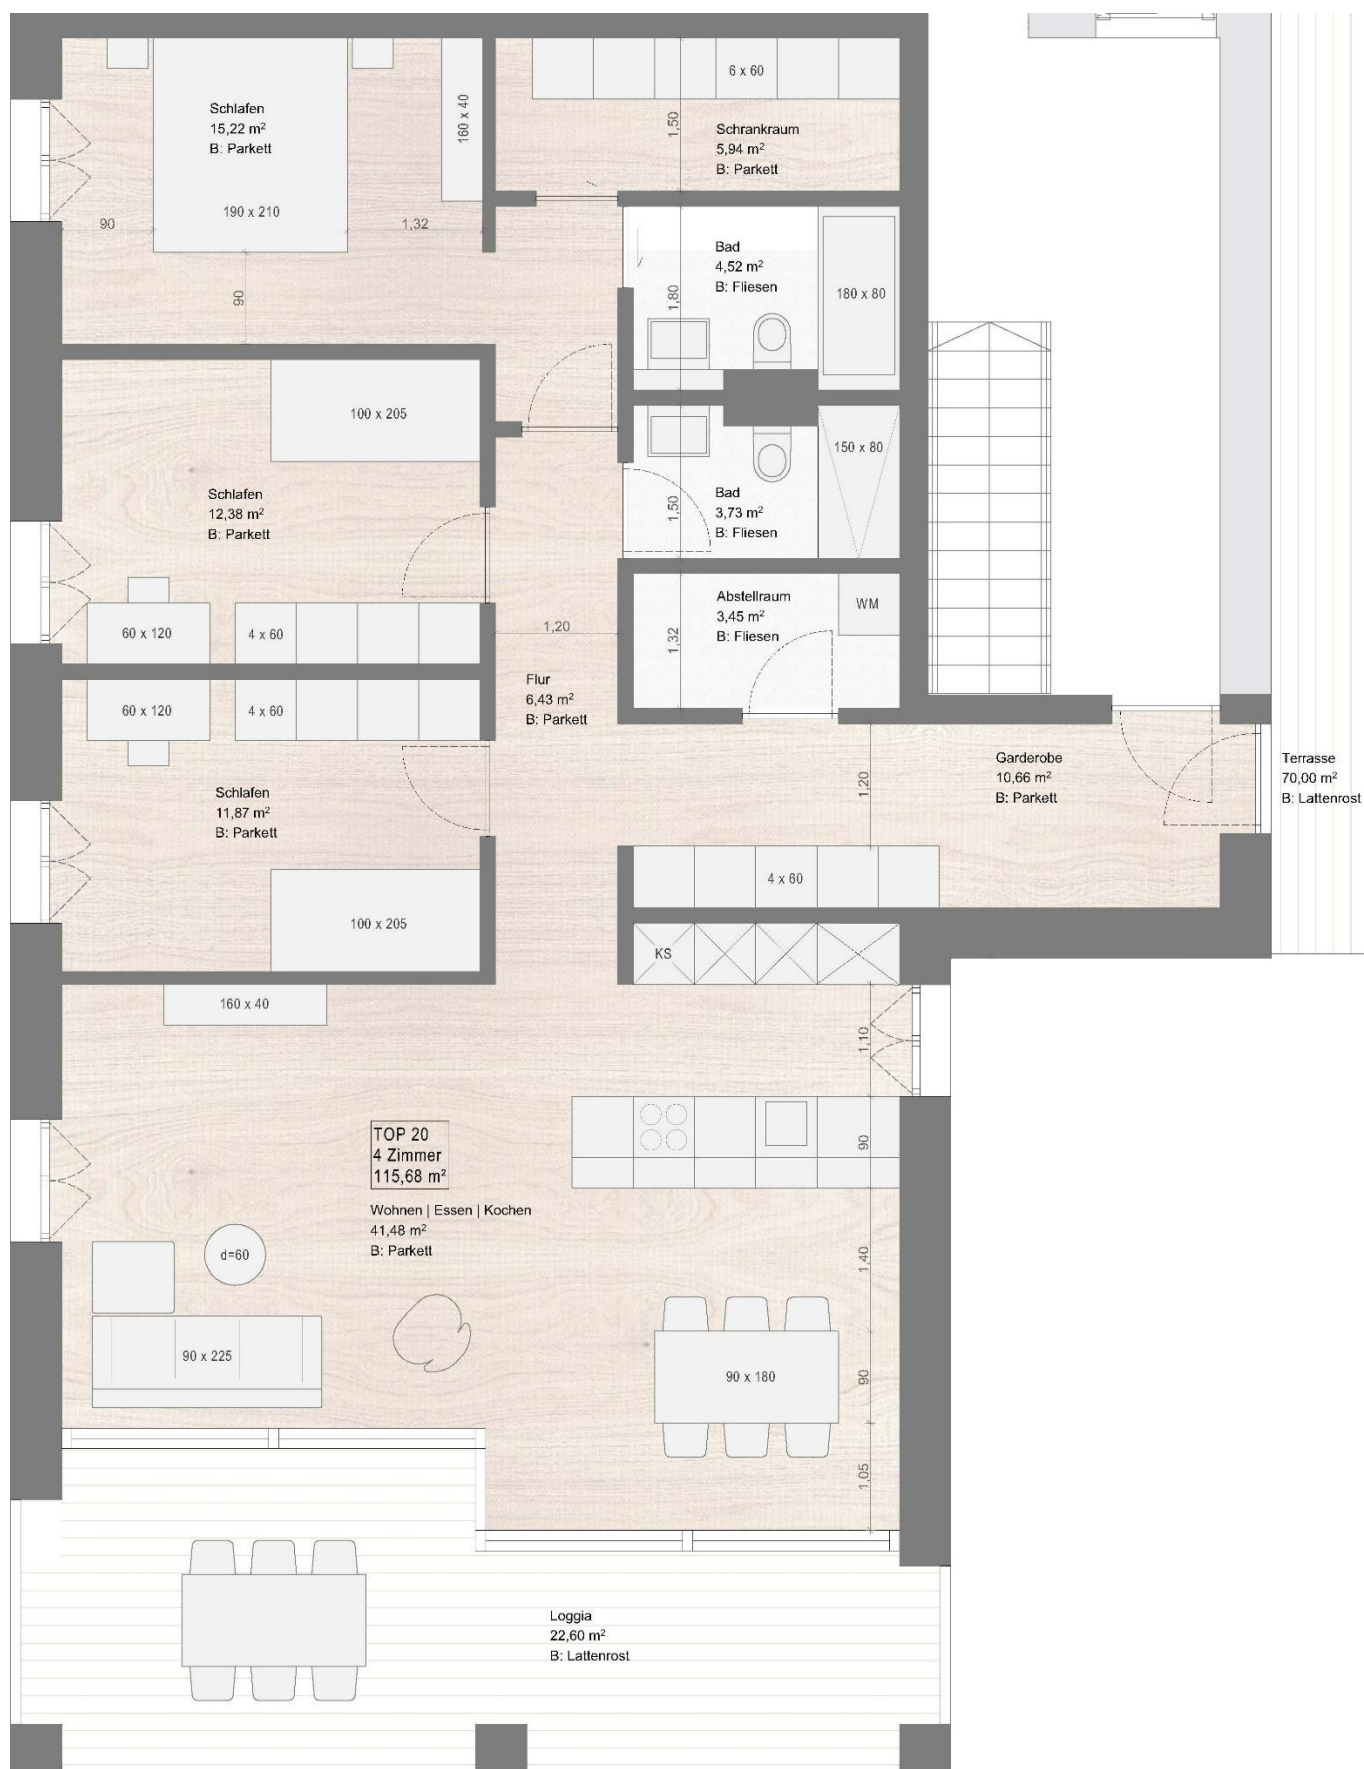 6 x 60
Schlafen
15,22 m²
B: Parkett
160 x 40
1,50
Schrankraum
5,94 m²
B: Parkett
190 x 210
90
1,32
90
Bad
4,52 m²
B: Fliesen
1,80
180 x 80
100 x 205
150 x 80
Schlafen
12,38 m²
B: Parkett
1,50
Bad
3,73 m²
B: Fliesen
60 x 120
4 x 60
1,20
1,32
Abstellraum
3,45 m²
B: Fliesen
WM
Flur
6,43 m²
B: Parkett
60 x 120
4 x 60
Schlafen
11,87 m²
B: Parkett
1,20
Garderobe
10,66 m²
B: Parkett
Terrasse
70,00 m²
B: Lattenrost
4 x 60
100 x 205
KS
160 x 40
1,10
TOP 20
4 Zimmer
115,68 m²
90
Wohnen | Essen | Kochen
41,48 m²
B: Parkett
d=60
1,40
90 x 225
90 x 180
90
1,05
Loggia
22,60 m²
B: Lattenrost